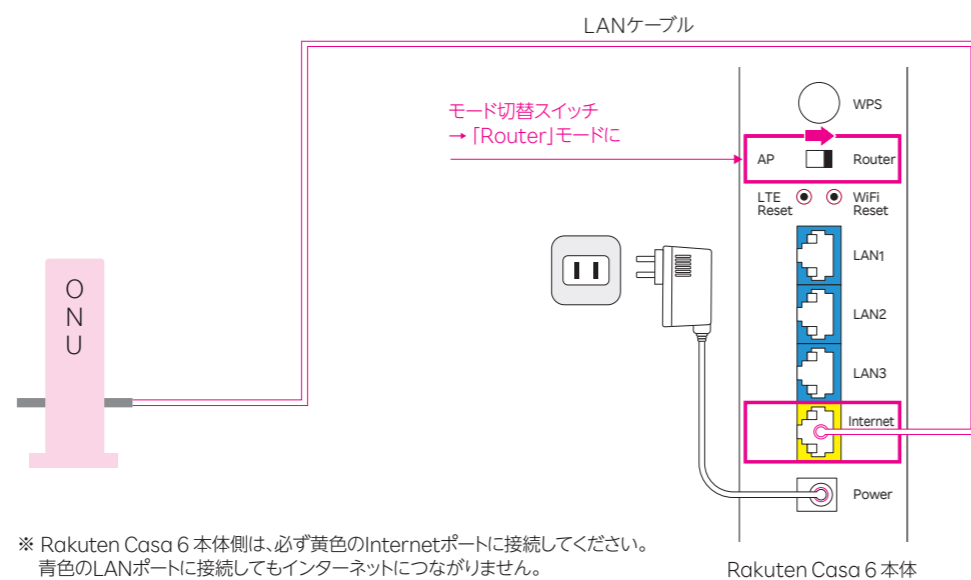 LANケーブル
WPS
モード切替スイッチ
→「Router」モードに
AP
Router
LTE
Reset
WiFi
Reset
LAN1
ONU
LAN2
LAN3
Internet
Power
※ Rakuten Casa 6 本体側は、必ず黄色のInternetポートに接続してください。
青色のLANポートに接続してもインターネットにつながりません。
Rakuten Casa 6 本体